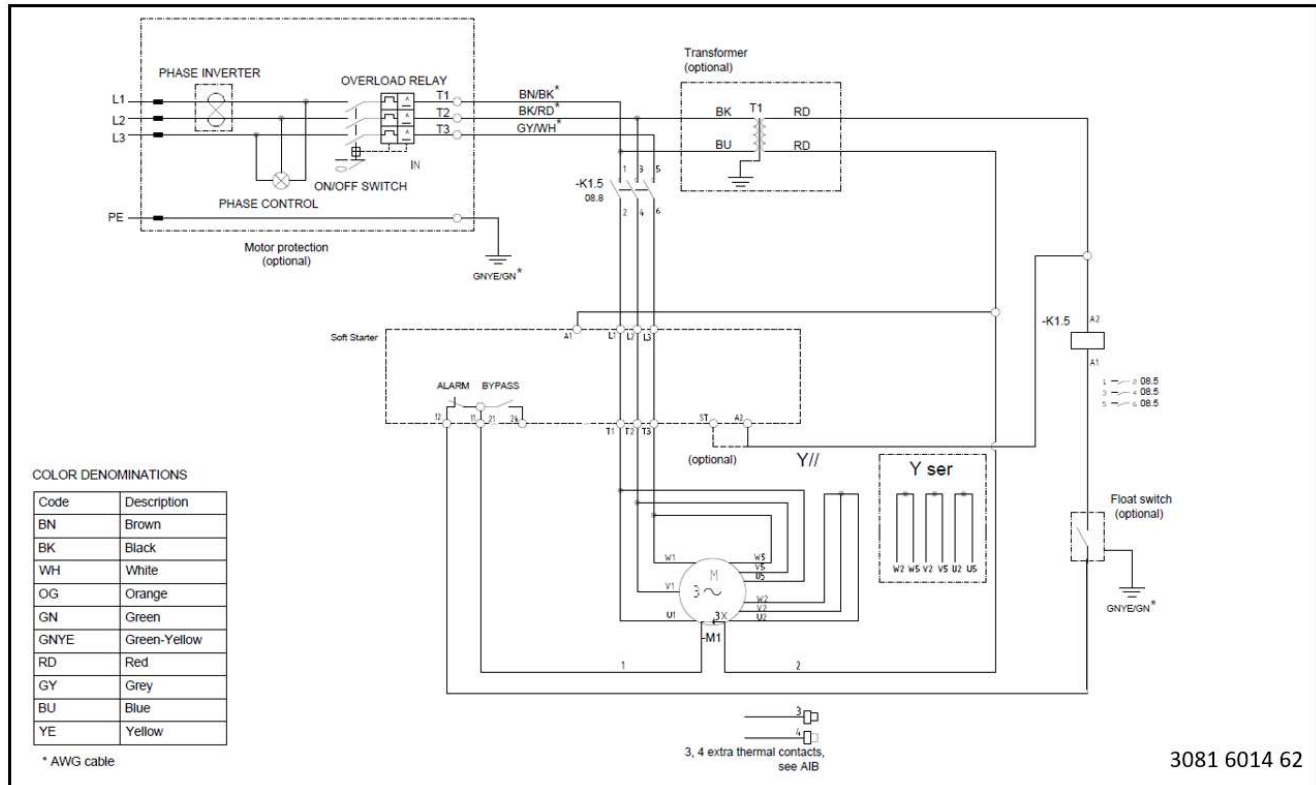 PHASE INVERTER
OVERLOAD RELAY
L1
L2
L3
T1
T2
T3
BN/BK*
BK/RD*
GY/WH*
IN
ON/OFF SWITCH
PHASE CONTROL
PE
Motor protection
(optional)
GNYE/GN*
Transformer
(optional)
BK T1 RD
BU RD
1 3 5
-K1.5
08.8
2 4 6
Soft Starter
A1 L1 L2 L3
ALARM BYPASS
12 11 21 24
T1 T2 T3
ST A2
(optional)
Y//
Y ser
W2 W5 V2 V5 U2 U5
-K1.5
A2
A1
1 2 08.5
3 4 08.5
5 6 08.5
Float switch
(optional)
GNYE/GN*
W1
V1
U1
M
3
3X
-M1
W5
V5
U5
W2
V2
U2
1
2
3
4
3, 4 extra thermal contacts,
see AIB
COLOR DENOMINATIONS
Code Description
BN Brown
BK Black
WH White
OG Orange
GN Green
GNYE Green-Yellow
RD Red
GY Grey
BU Blue
YE Yellow
* AWG cable
3081 6014 62